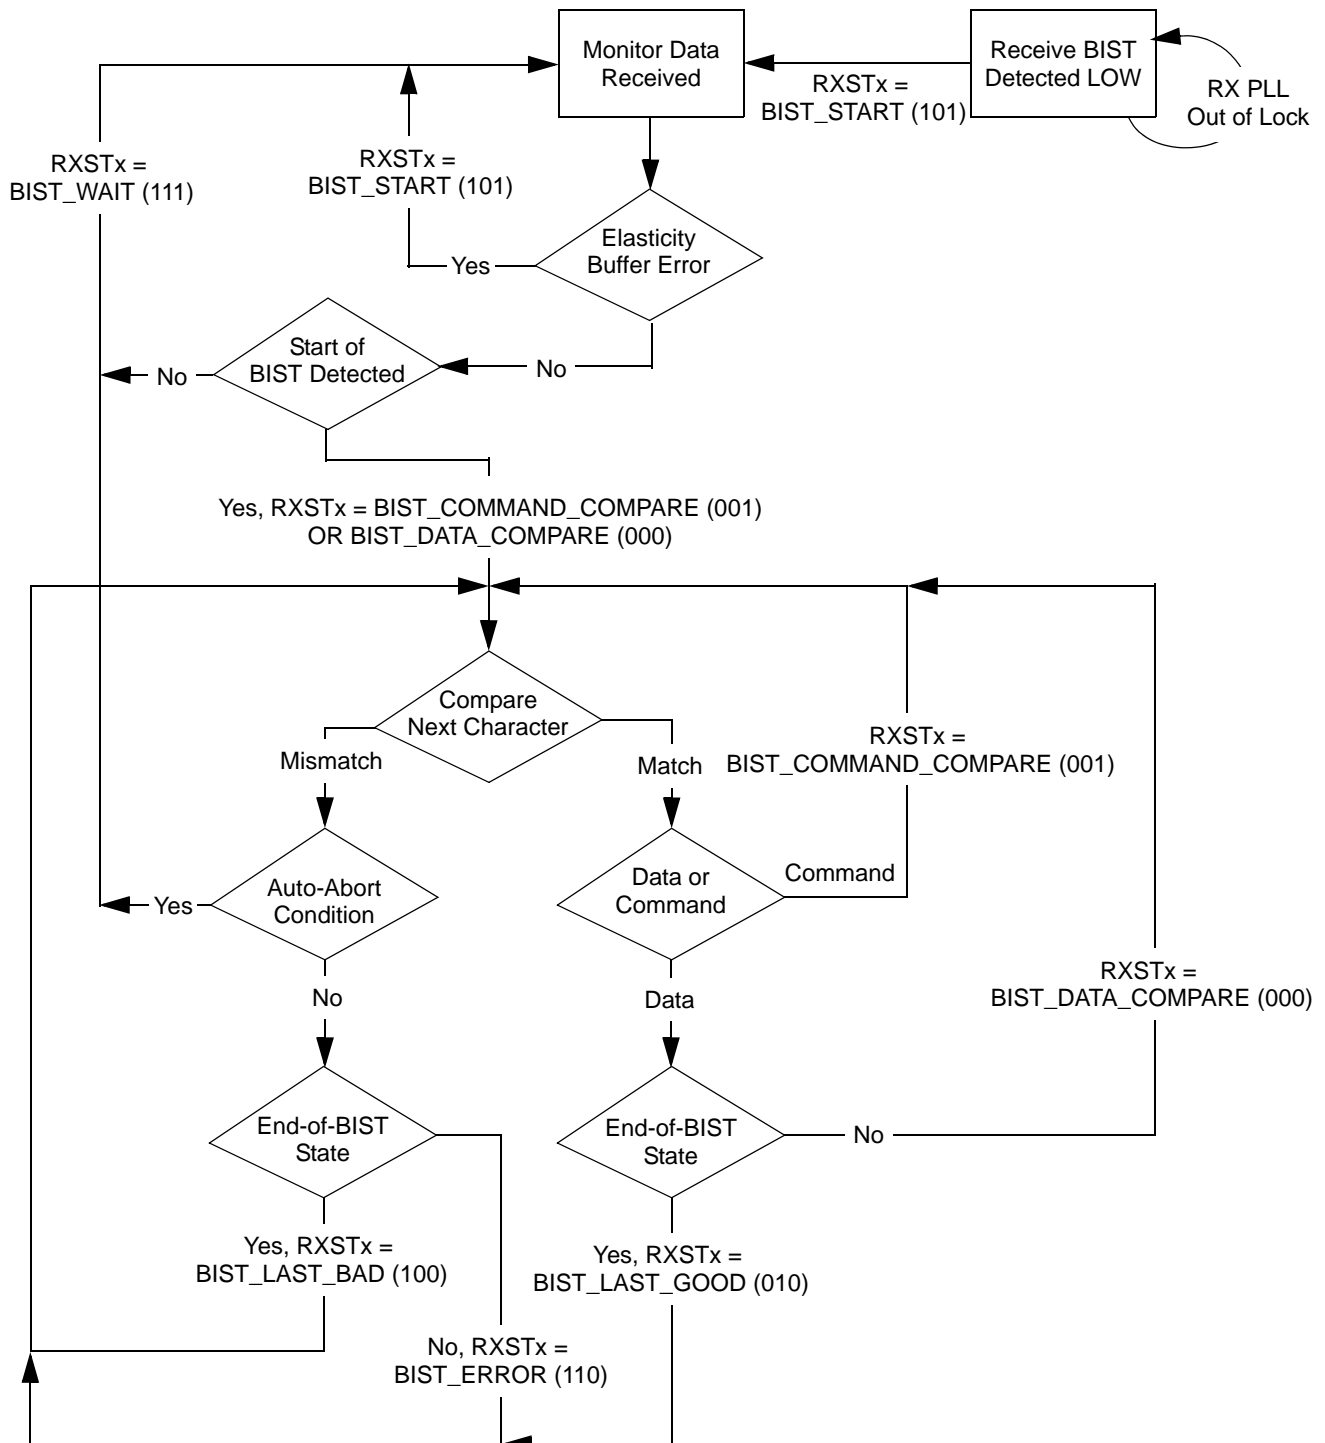 Monitor Data
Received
Receive BIST
Detected LOW
RXSTx =
BIST_START (101)
RX PLL
Out of Lock
RXSTx =
BIST_WAIT (111)
RXSTx =
BIST_START (101)
Elasticity
Buffer Error
Yes
Start of
BIST Detected
No
No
Yes, RXSTx = BIST_COMMAND_COMPARE (001)
OR BIST_DATA_COMPARE (000)
Compare
Next Character
Mismatch
Match
RXSTx =
BIST_COMMAND_COMPARE (001)
Auto-Abort
Condition
Yes
Data or
Command
Command
No
Data
RXSTx =
BIST_DATA_COMPARE (000)
End-of-BIST
State
End-of-BIST
State
No
Yes, RXSTx =
BIST_LAST_BAD (100)
Yes, RXSTx =
BIST_LAST_GOOD (010)
No, RXSTx =
BIST_ERROR (110)